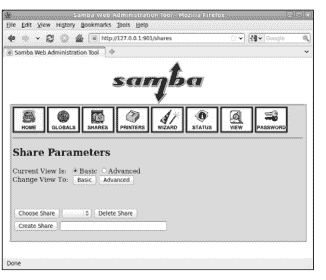 Samba Web Administration Tool - Mozilla Firefox
File Edit View History Bookmarks Tools Help
http://127.0.0.1:901/shares
Google
Samba Web Administration Tool
samba
HOME GLOBALS SHARES PRINTERS WIZARD STATUS VIEW PASSWORD
Share Parameters
Current View Is: Basic Advanced
Change View To: Basic Advanced
Choose Share Delete Share
Create Share
Done